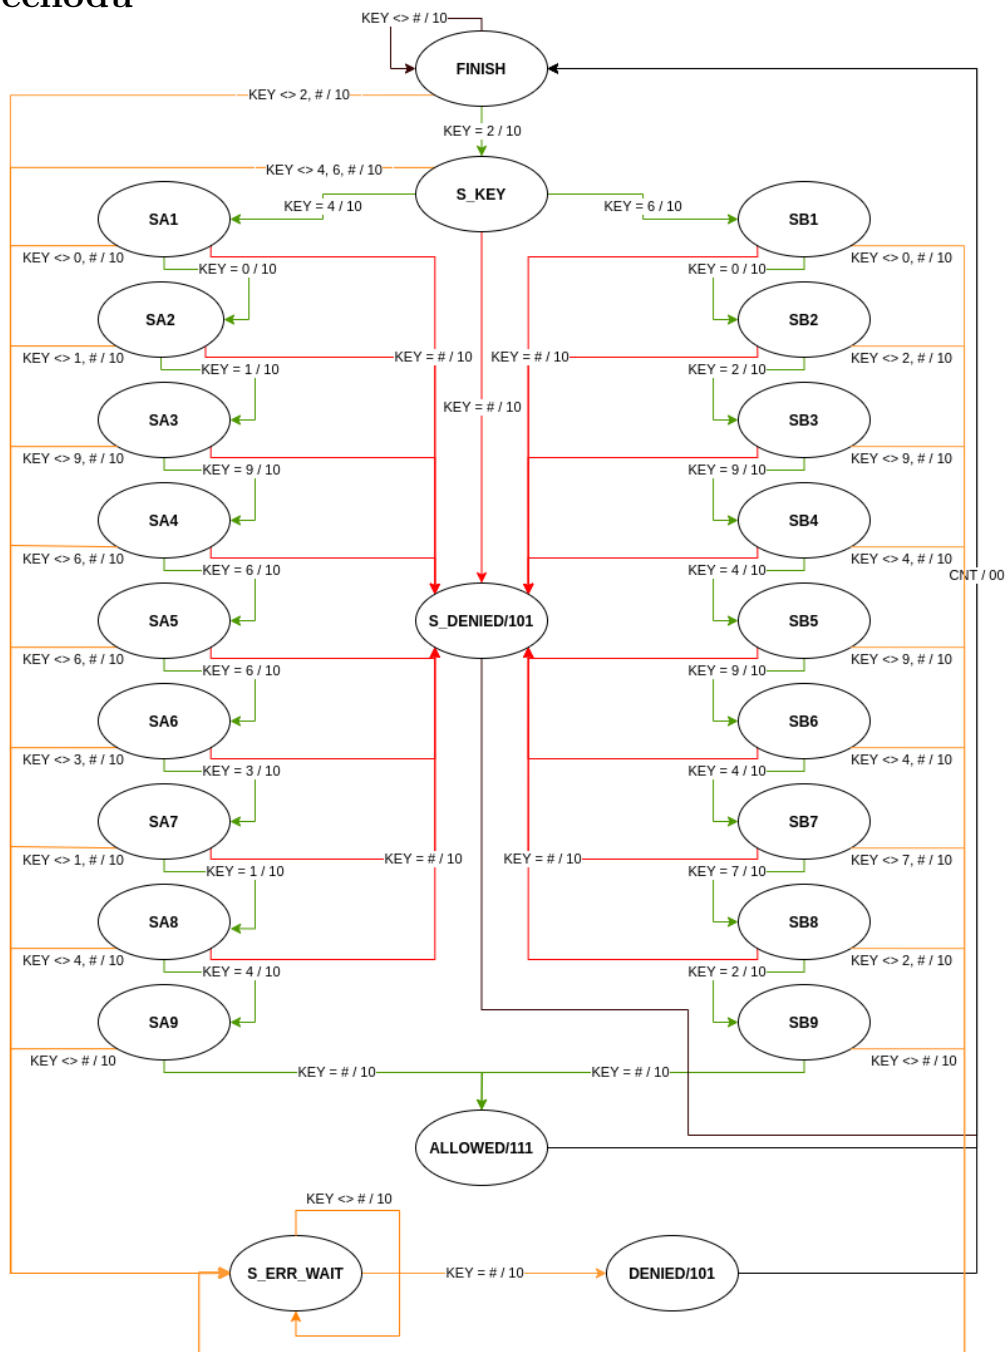 KEY <> # / 10
FINISH
KEY <> 2, # / 10
KEY = 2 / 10
KEY <> 4, 6, # / 10
S_KEY
KEY = 4 / 10
KEY = 6 / 10
SA1
SB1
KEY <> 0, # / 10
KEY = 0 / 10
KEY = 0 / 10
KEY <> 0, # / 10
SA2
SB2
KEY <> 1, # / 10
KEY = # / 10
KEY = # / 10
KEY <> 2, # / 10
KEY = 1 / 10
KEY = 2 / 10
KEY = # / 10
SA3
SB3
KEY <> 9, # / 10
KEY = 9 / 10
KEY = 9 / 10
KEY <> 9, # / 10
SA4
SB4
KEY <> 6, # / 10
KEY = 6 / 10
KEY = 4 / 10
KEY <> 4, # / 10
CNT / 00
SA5
S_DENIED/101
SB5
KEY <> 6, # / 10
KEY = 6 / 10
KEY = 9 / 10
KEY <> 9, # / 10
SA6
SB6
KEY <> 3, # / 10
KEY = 3 / 10
KEY = 4 / 10
KEY <> 4, # / 10
SA7
SB7
KEY <> 1, # / 10
KEY = # / 10
KEY = # / 10
KEY <> 7, # / 10
KEY = 1 / 10
KEY = 7 / 10
SA8
SB8
KEY <> 4, # / 10
KEY = 4 / 10
KEY = 2 / 10
KEY <> 2, # / 10
SA9
SB9
KEY <> # / 10
KEY <> # / 10
KEY = # / 10
KEY = # / 10
ALLOWED/111
KEY <> # / 10
S_ERR_WAIT
KEY = # / 10
DENIED/101